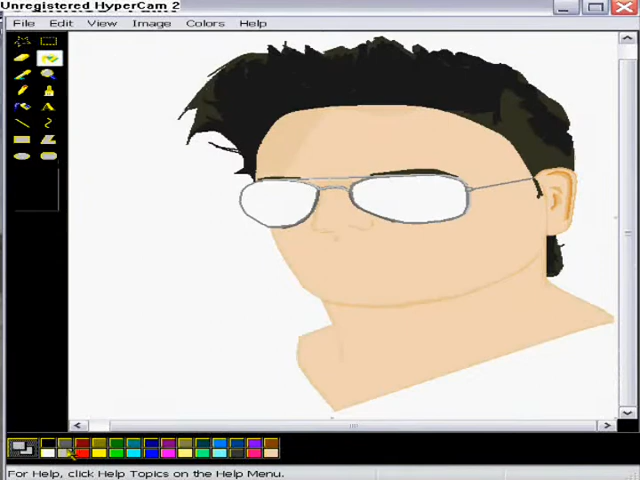 Unregistered HyperCam 2
File Edit View Image Colors Help
For Help, click Help Topics on the Help Menu.